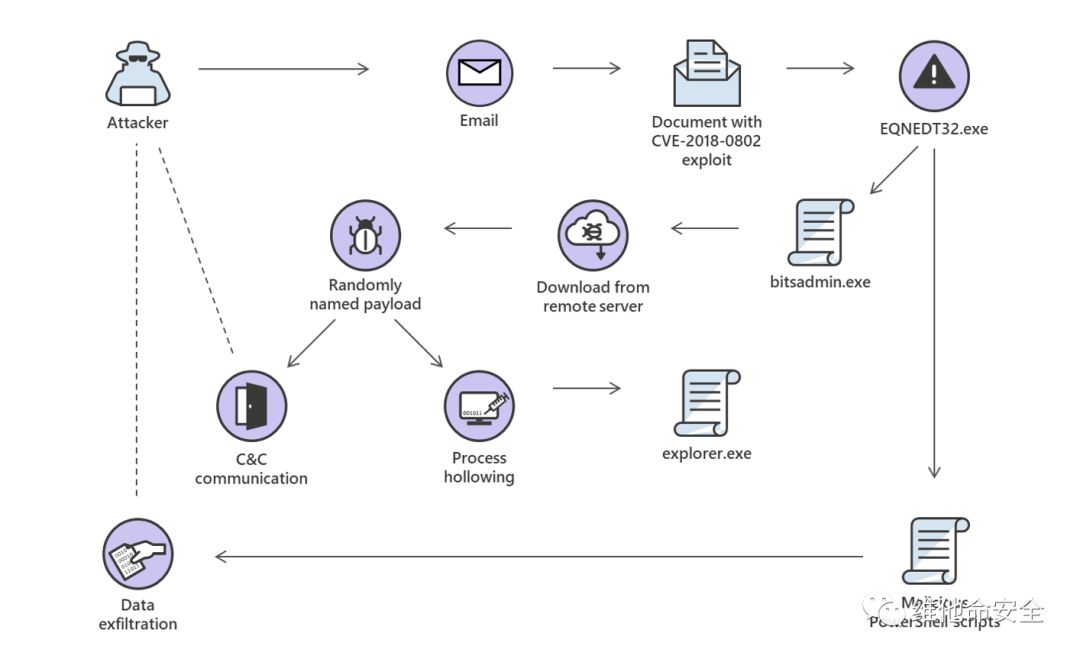 Attacker
Email
Document with
CVE-2018-0802
exploit
EQNEDT32.exe
Randomly
named payload
Download from
remote server
bitsadmin.exe
C&C
communication
001011
Process
hollowing
explorer.exe
Data
exfiltration
Malicious
PowerShell scripts
维他命安全